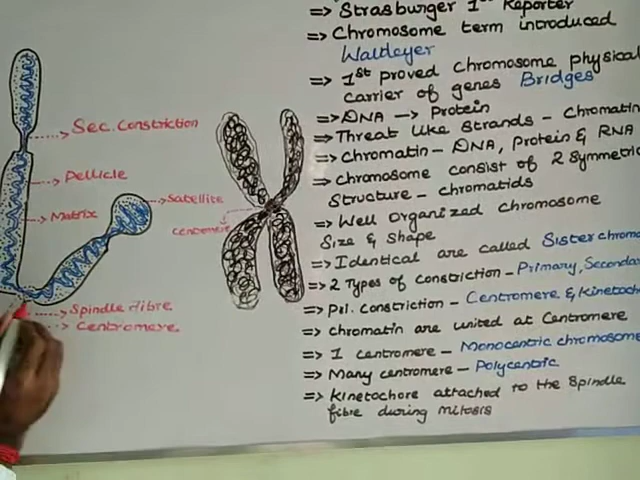 Sec. Constriction
Pellicle
Matrix
Satellite
Centromere
Spindle Fibre
Centromere
=> Strasburger 1st Reporter
=> Chromosome term introduced
Waldeyer
=> 1st proved chromosome physical
carrier of genes Bridges
=> DNA → Protein
=> Threat like strands - Chromatin
=> Chromatin - DNA, Protein & RNA
=> Chromosome consist of 2 Symmetric
Structure - chromatids
=> Well organized chromosome
Size & Shape
=> Identical are called Sister chrom
=> 2 Types of constriction - Primary, Seconda
=> Pri. constriction - Centromere & kinetoch
=> chromatin are united at Centromere
=> 1 centromere - Monocentric chromosome
=> Many centromere - Polycentric
=> Kinetochore attached to the Spindle
fibre during mitosis